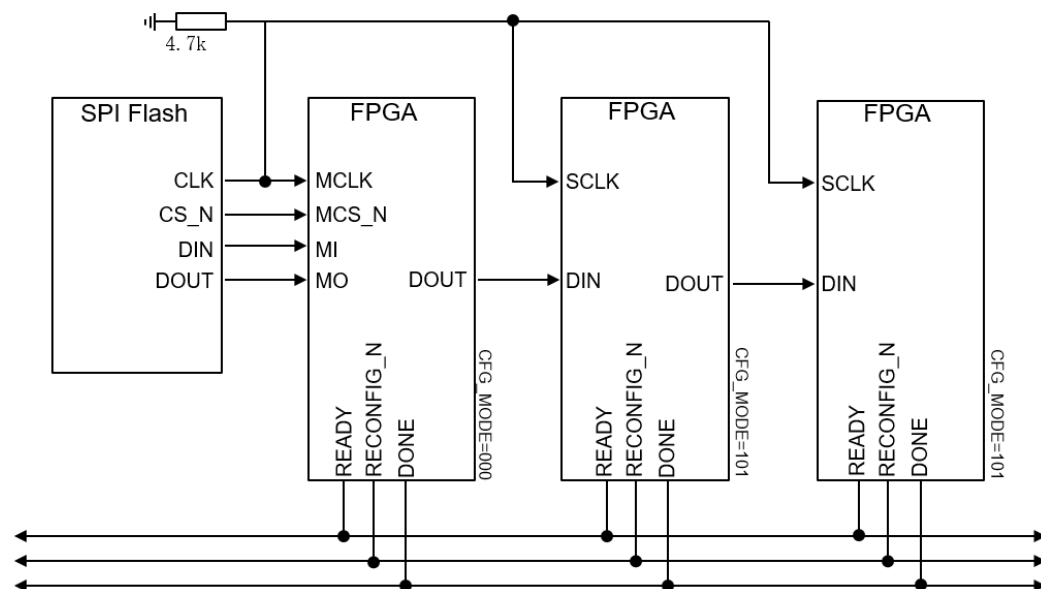 4.7k
SPI Flash
CLK
CS_N
DIN
DOUT
FPGA
MCLK
MCS_N
MI
MO
DOUT
READY
RECONFIG_N
DONE
CFG_MODE=000
FPGA
SCLK
DIN
DOUT
READY
RECONFIG_N
DONE
CFG_MODE=101
FPGA
SCLK
DIN
READY
RECONFIG_N
DONE
CFG_MODE=101